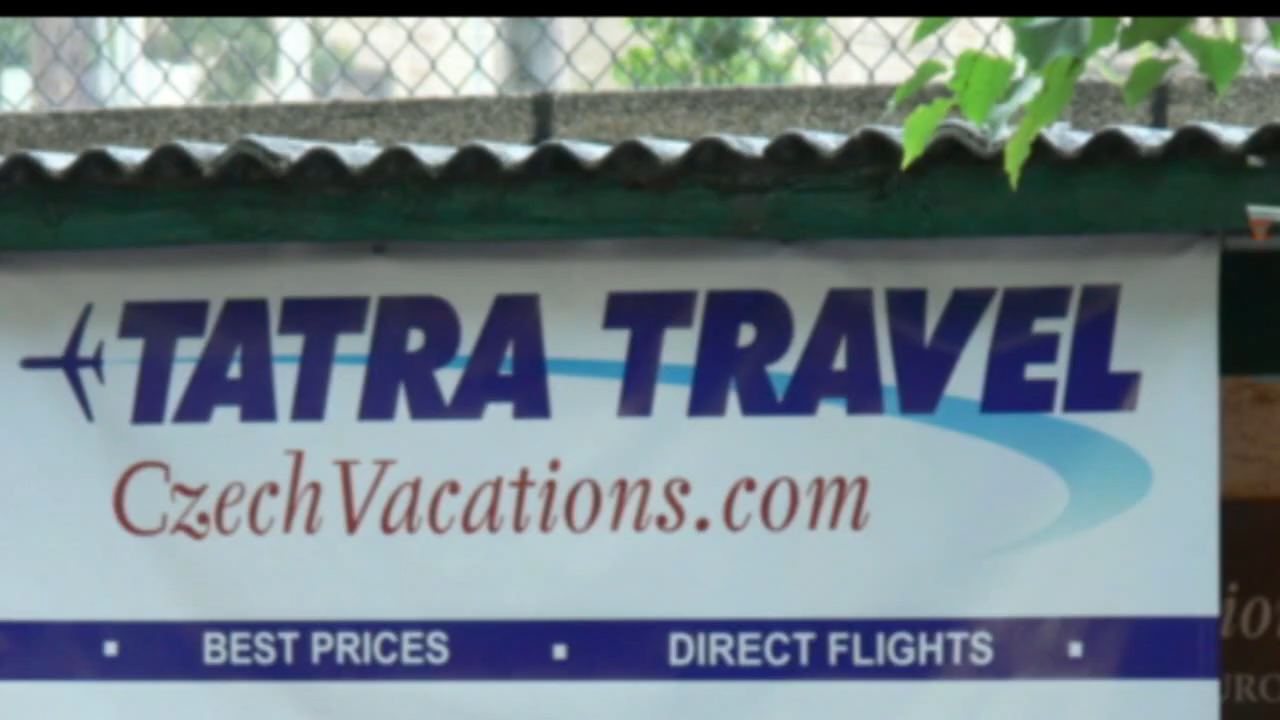 TATRA TRAVEL
CzechVacations.com
▪ BEST PRICES ▪ DIRECT FLIGHTS ▪